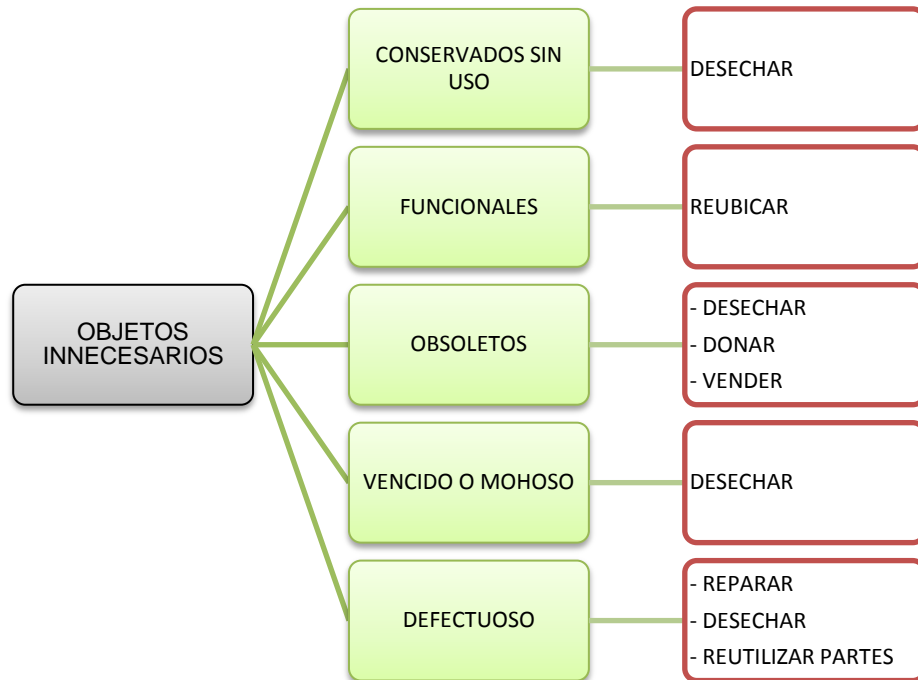 CONSERVADOS SIN
USO
DESECHAR
FUNCIONALES
REUBICAR
OBJETOS
INNECESARIOS
OBSOLETOS
- DESECHAR
- DONAR
- VENDER
VENCIDO O MOHOSO
DESECHAR
DEFECTUOSO
- REPARAR
- DESECHAR
- REUTILIZAR PARTES